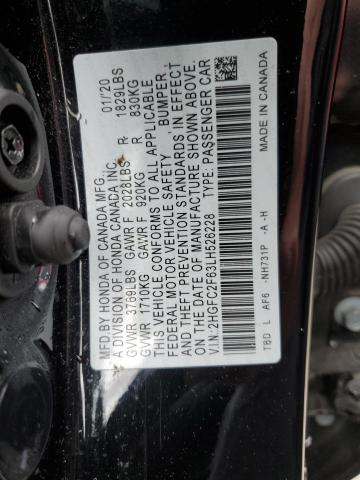 MFD.BY HONDA OF CANADA MFG.
A DIVISION OF HONDA CANADA,INC. 01/20
GVWR 3769LBS GAWR F 2028LBS R 1829LBS
GVWR 1710KG GAWR F 920KG R 830KG
THIS VEHICLE CONFORMS TO ALL APPLICABLE
FEDERAL MOTOR VEHICLE SAFETY, BUMPER,
AND THEFT PREVENTION STANDARDS IN EFFECT
ON THE DATE OF MANUFACTURE SHOWN ABOVE.
V.I.N:2HGFC2F63LH526228 TYPE:PASSENGER CAR
TBD L AF6 -NH731P -A -H MADE IN CANADA